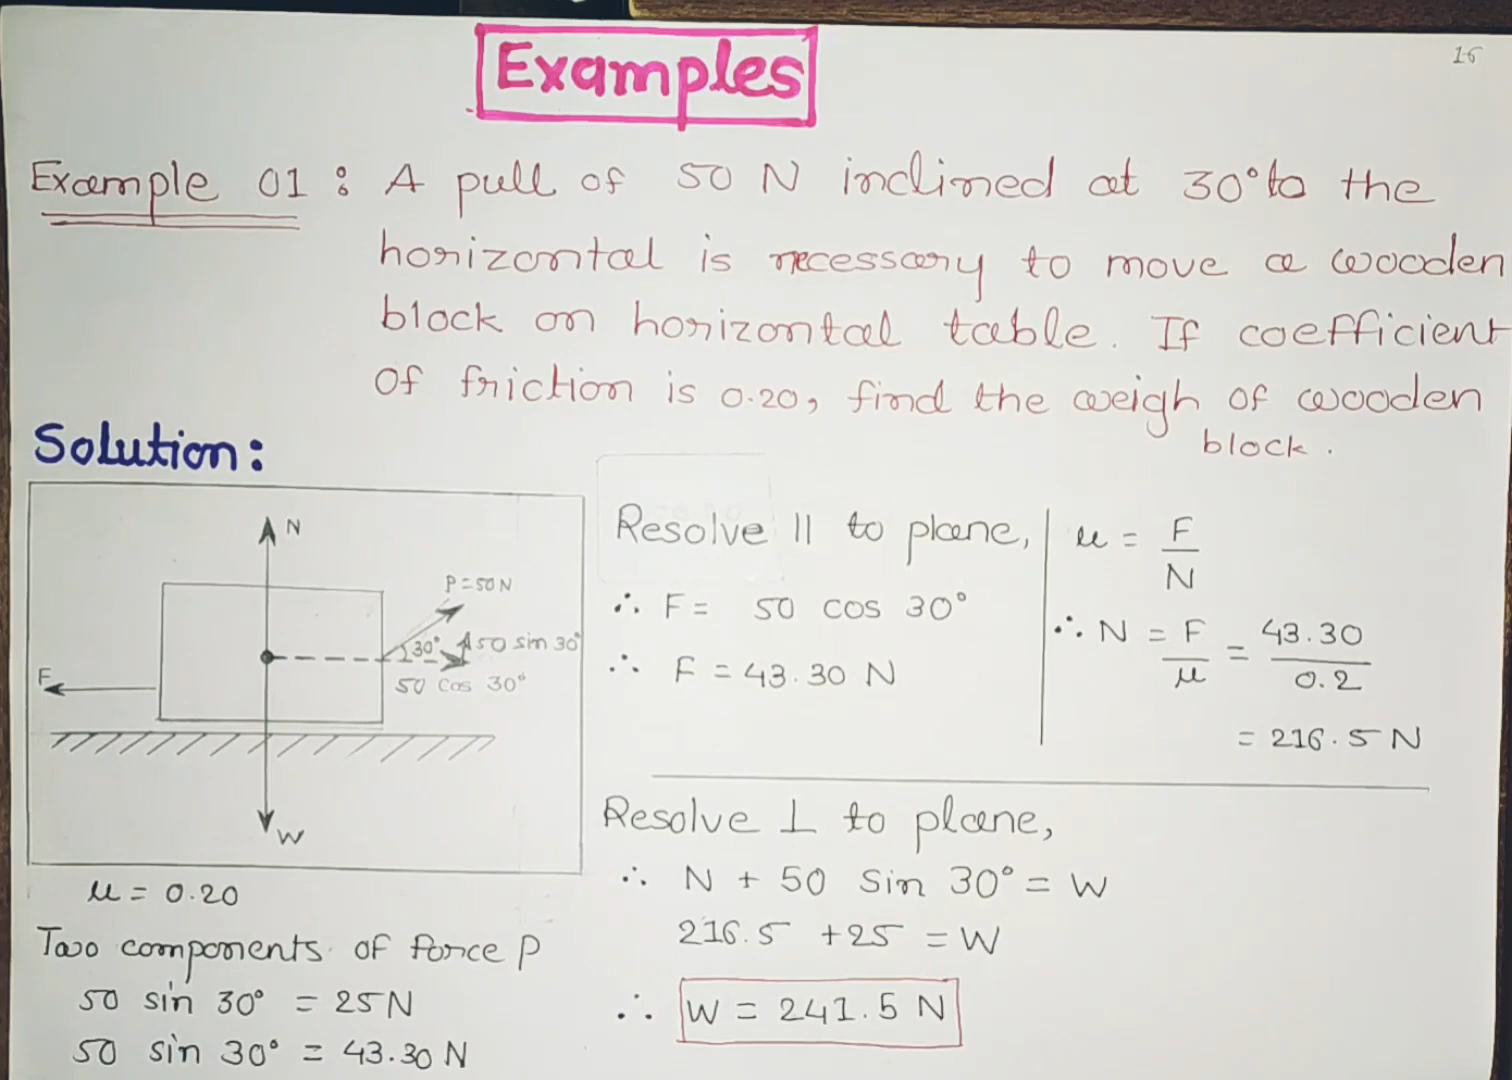 16
Examples
Example 01 : A pull of 50 N inclined at 30° to the
horizontal is necessary to move a wooden
block on horizontal table. If coefficient
of friction is 0.20, find the weigh of wooden
block.
Solution:
N
P = 50 N
30°
50 sin 30°
50 cos 30°
F
W
μ = 0.20
Two components of force P
50 sin 30° = 25 N
50 sin 30° = 43.30 N
Resolve || to plane,
∴ F = 50 cos 30°
∴ F = 43.30 N
μ = F/N
∴ N = F/μ = 43.30/0.2
= 216.5 N
Resolve ⊥ to plane,
∴ N + 50 sin 30° = W
216.5 + 25 = W
∴ W = 241.5 N